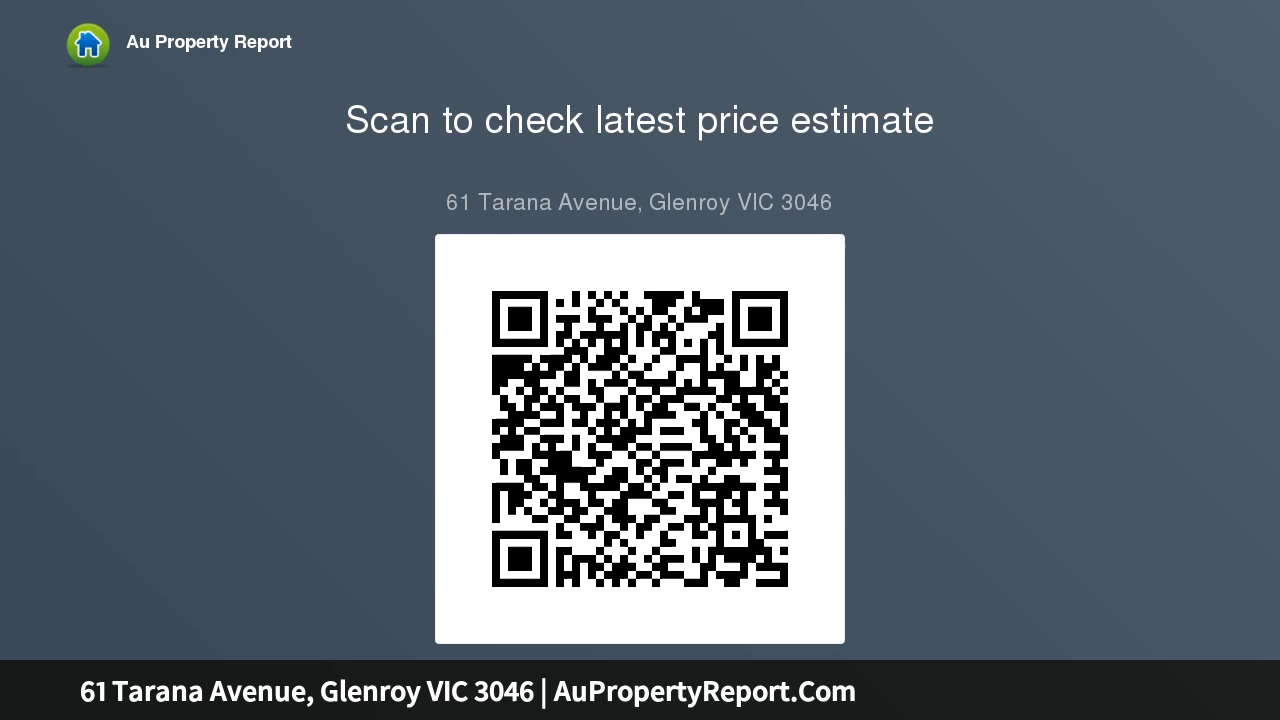 Au Property Report
Scan to check latest price estimate
61 Tarana Avenue, Glenroy VIC 3046
61 Tarana Avenue, Glenroy VIC 3046 | AuPropertyReport.Com